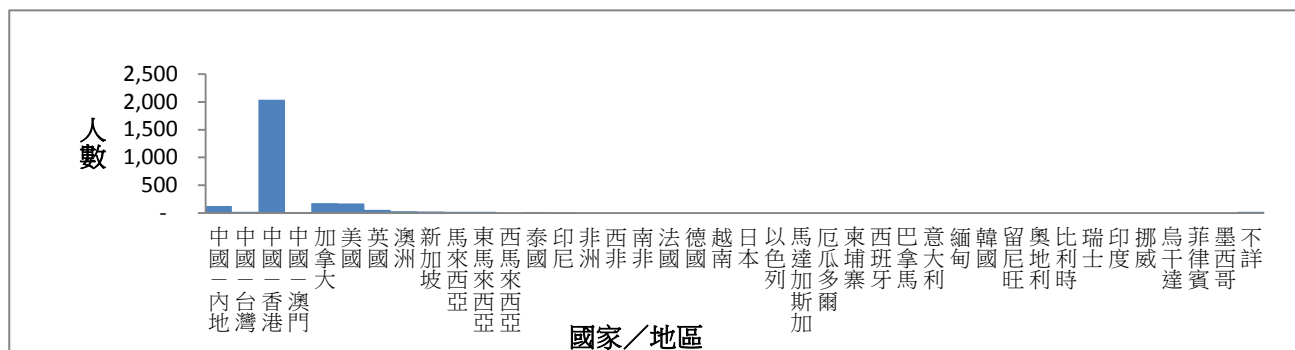 2,500
2,000
1,500
1,000
500
-
人數
中國－內地
中國－台灣
中國－香港
中國－澳門
加拿大
美國
英國
澳洲
新加坡
馬來西亞
東馬來西亞
西馬來西亞
泰國
印尼
非洲
西非
南非
法國
德國
越南
日本
以色列
馬達加斯加
厄瓜多爾
柬埔寨
西班牙
巴拿馬
意大利
緬甸
韓國
留尼旺
奧地利
比利時
瑞士
印度
挪威
烏干達
菲律賓
墨西哥
不詳
國家／地區